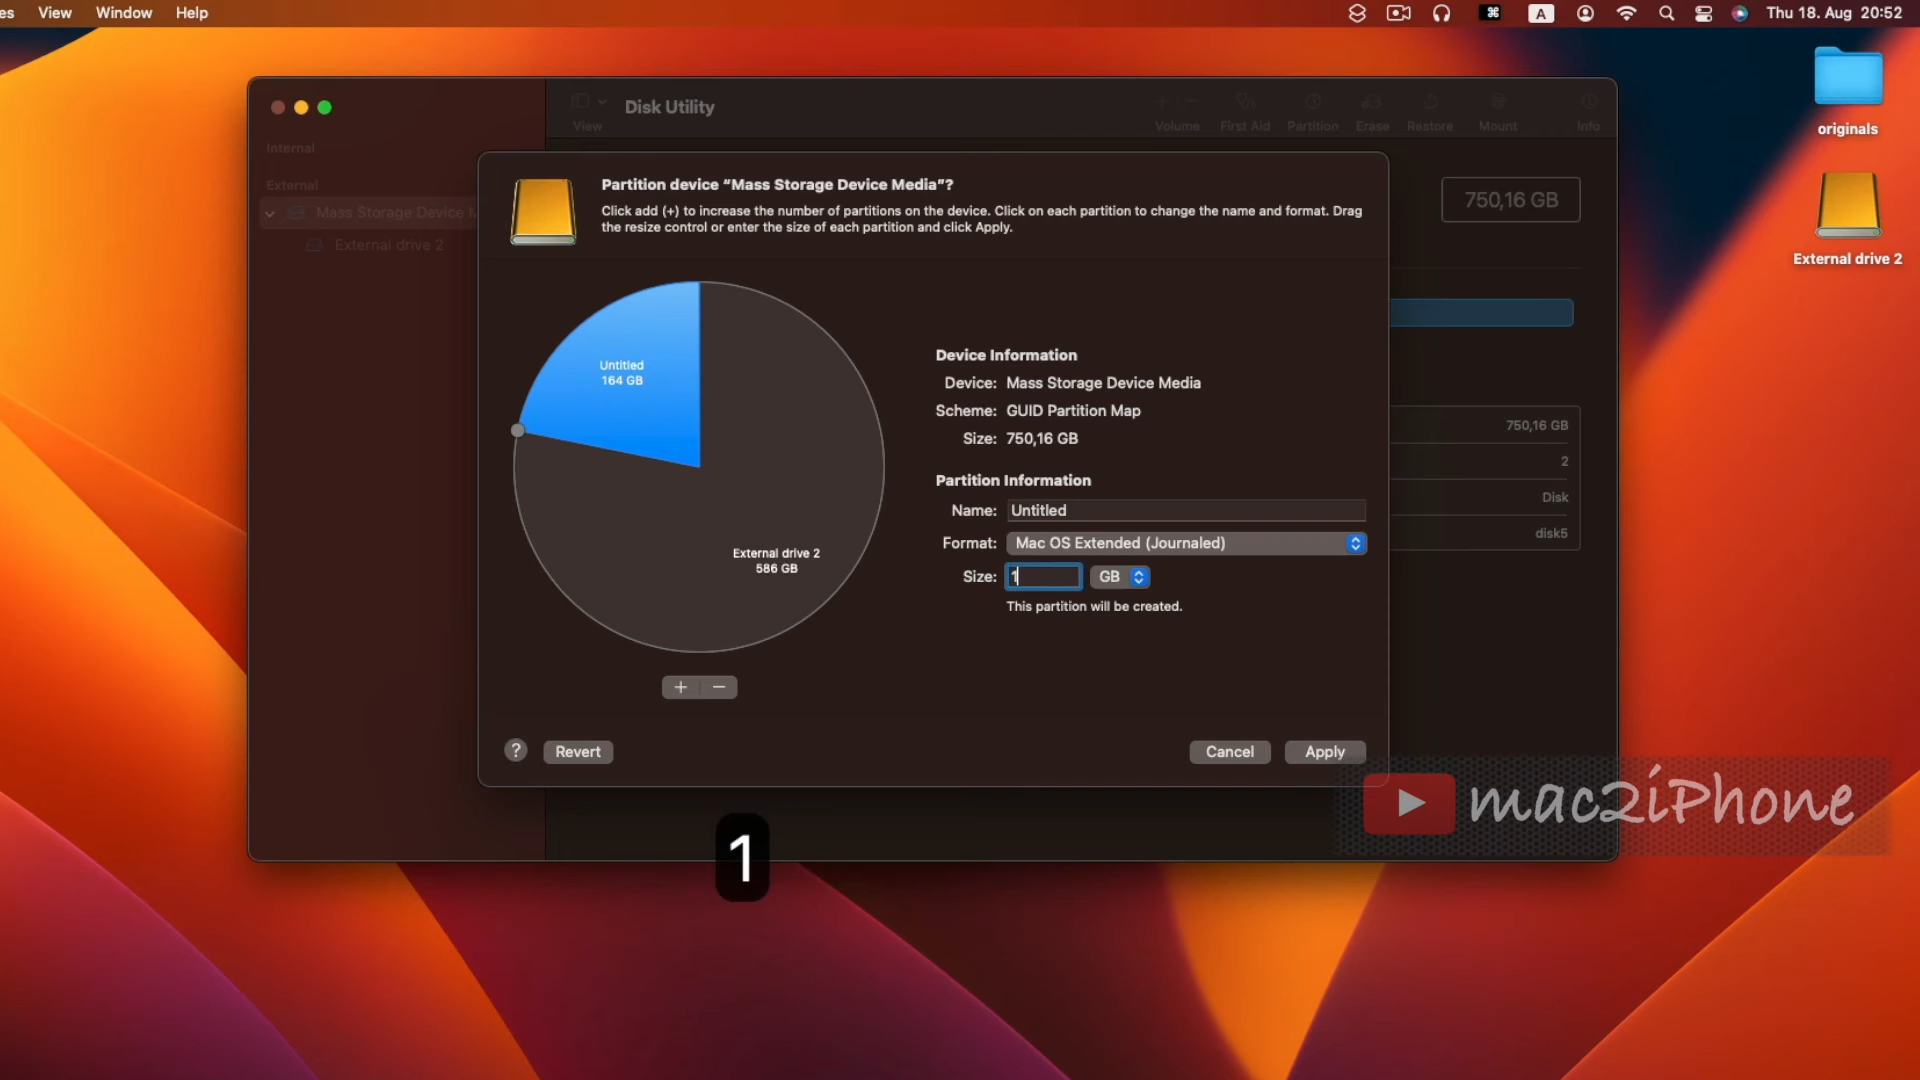 es View Window Help
A Thu 18. Aug 20:52
originals
External drive 2
Disk Utility
View
Volume First Aid Partition Erase Restore Mount Info
Internal
External
Mass Storage Device M
External drive 2
750,16 GB
Partition device “Mass Storage Device Media”?
Click add (+) to increase the number of partitions on the device. Click on each partition to change the name and format. Drag
the resize control or enter the size of each partition and click Apply.
Untitled
164 GB
External drive 2
586 GB
Device Information
Device: Mass Storage Device Media
Scheme: GUID Partition Map
Size: 750,16 GB
Partition Information
Name: Untitled
Format: Mac OS Extended (Journaled)
Size: 1 GB
This partition will be created.
750,16 GB
2
Disk
disk5
+ −
? Revert Cancel Apply
mac2iPhone
1